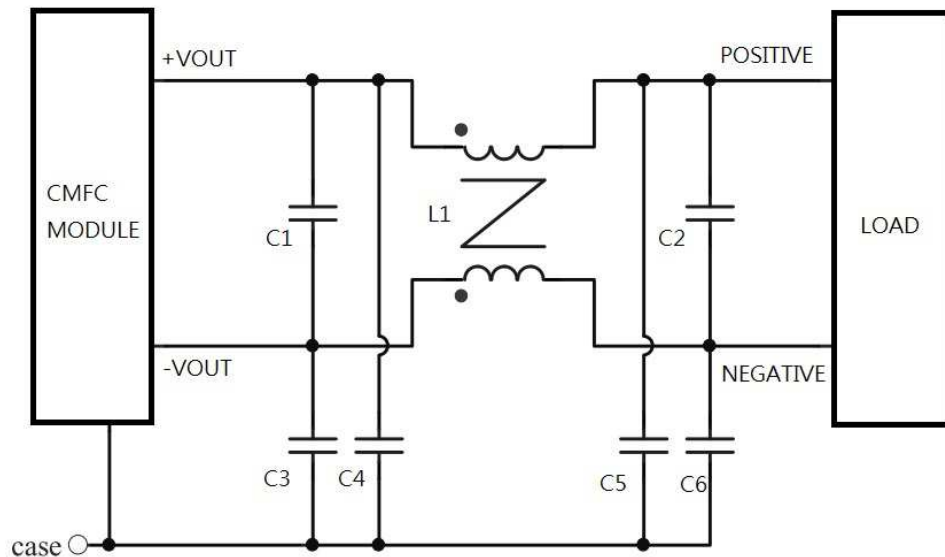 +VOUT
POSITIVE
CMFC
MODULE
C1
L1
C2
LOAD
-VOUT
NEGATIVE
C3
C4
C5
C6
case